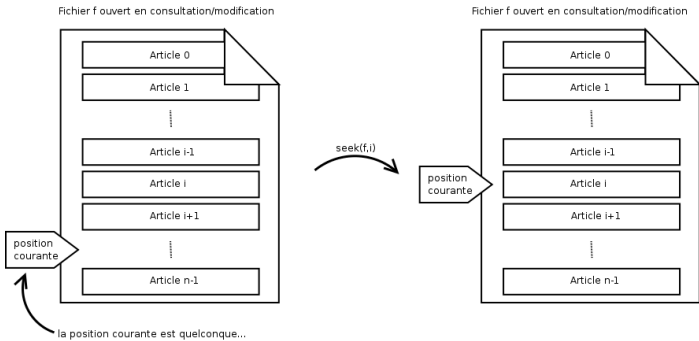 Fichier f ouvert en consultation/modification
Article 0
Article 1
Article i-1
Article i
Article i+1
position
courante
Article n-1
la position courante est quelconque...
seek(f,i)
Fichier f ouvert en consultation/modification
Article 0
Article 1
Article i-1
position
courante
Article i
Article i+1
Article n-1